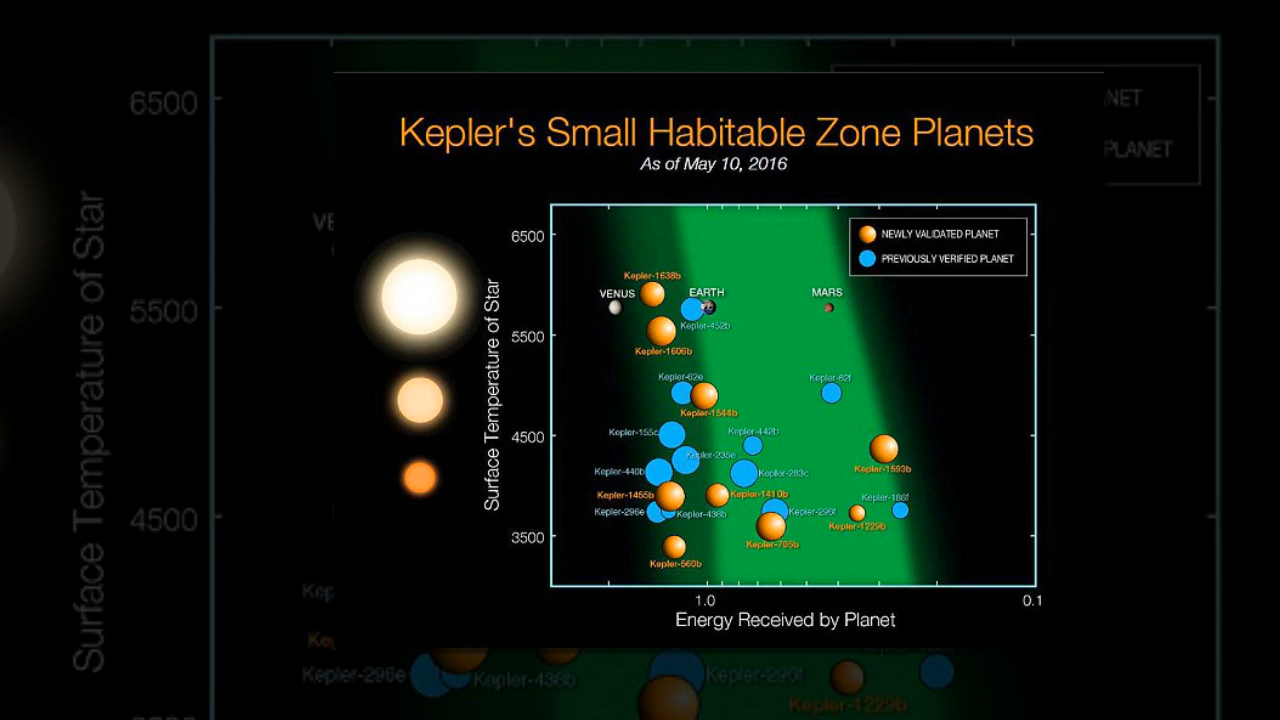 Kepler's Small Habitable Zone Planets
As of May 10, 2016
NEWLY VALIDATED PLANET
PREVIOUSLY VERIFIED PLANET
6500
5500
4500
3500
Surface Temperature of Star
Kepler-1638b
VENUS
EARTH
MARS
Kepler-452b
Kepler-1606b
Kepler-62e
Kepler-62f
Kepler-1544b
Kepler-155c
Kepler-442b
Kepler-235e
Kepler-1593b
Kepler-440b
Kepler-283c
Kepler-1455b
Kepler-1410b
Kepler-186f
Kepler-296e
Kepler-438b
Kepler-296f
Kepler-1229b
Kepler-705b
Kepler-560b
1.0
0.1
Energy Received by Planet
6500
5500
4500
Surface Temperature of Star
PLANET
Kepler-296e
Kepler-438b
Kepler-296f
Kepler-1229b